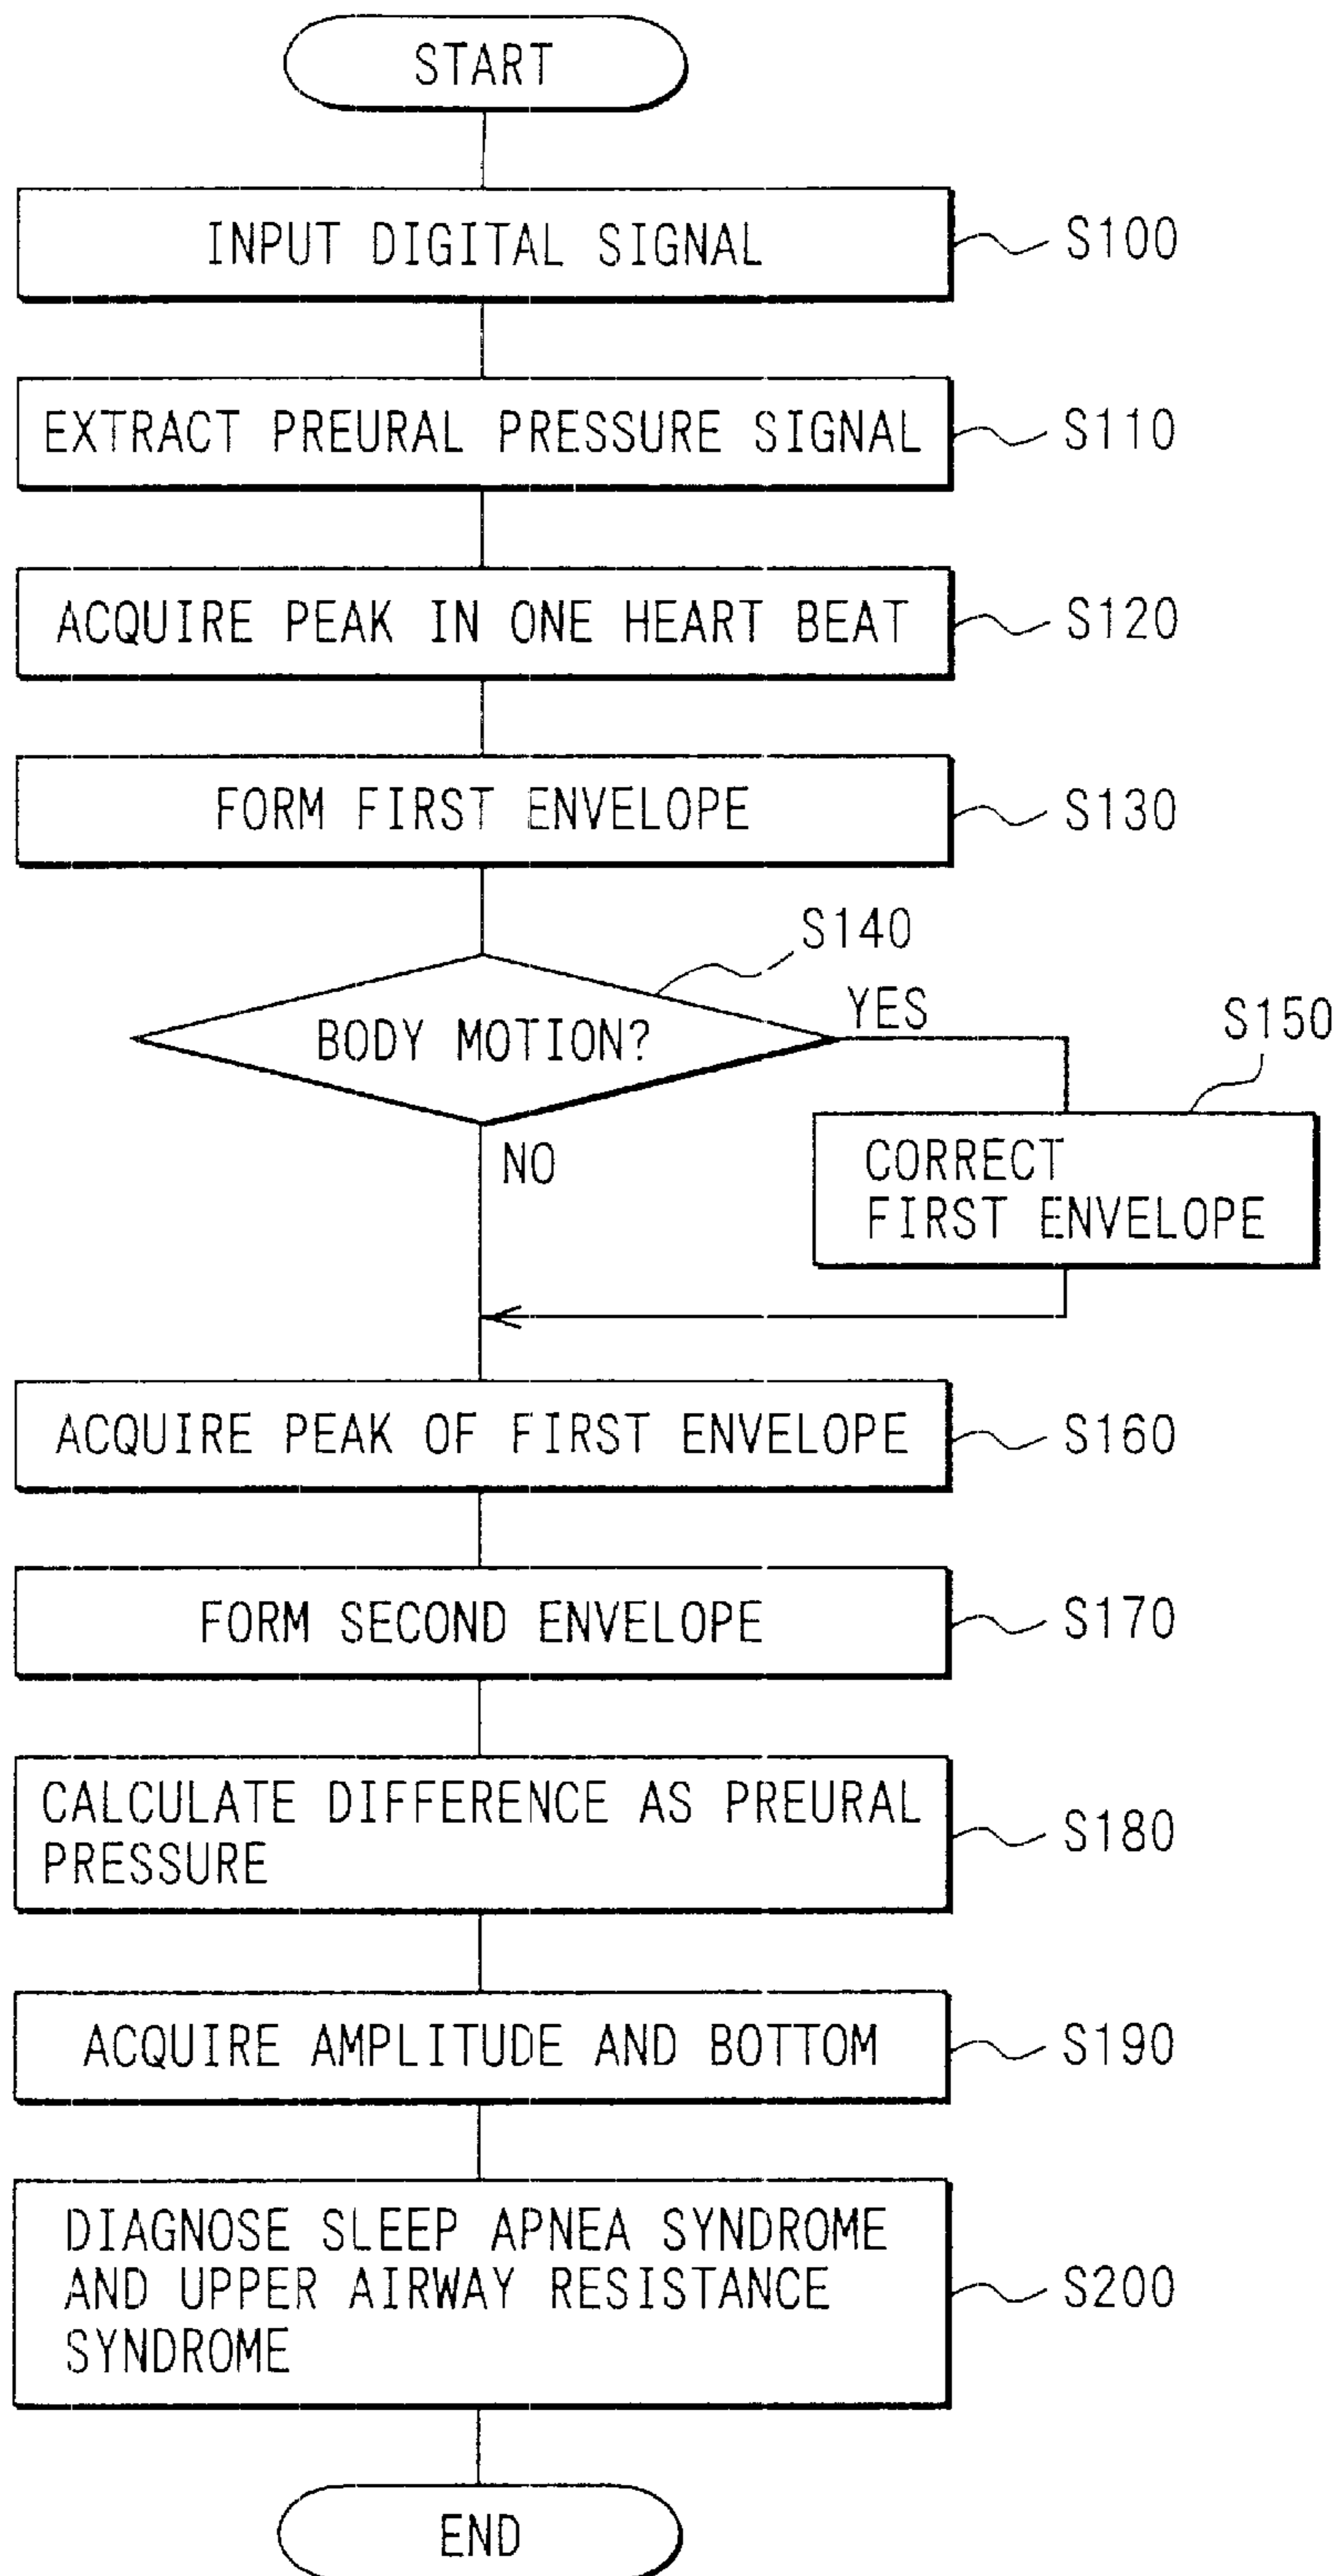 START
INPUT DIGITAL SIGNAL
S100
EXTRACT PREURAL PRESSURE SIGNAL
S110
ACQUIRE PEAK IN ONE HEART BEAT
S120
FORM FIRST ENVELOPE
S130
S140
BODY MOTION?
YES
S150
NO
CORRECT
FIRST ENVELOPE
ACQUIRE PEAK OF FIRST ENVELOPE
S160
FORM SECOND ENVELOPE
S170
CALCULATE DIFFERENCE AS PREURAL
PRESSURE
S180
ACQUIRE AMPLITUDE AND BOTTOM
S190
DIAGNOSE SLEEP APNEA SYNDROME
AND UPPER AIRWAY RESISTANCE
SYNDROME
S200
END